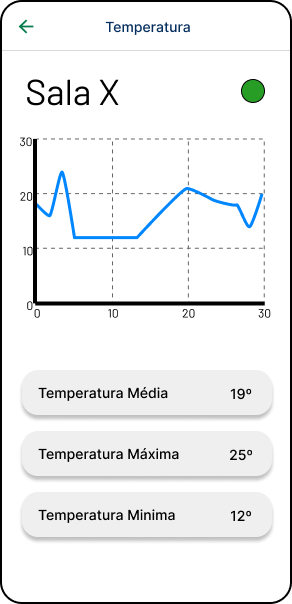 Temperatura
Sala X
30
20
10
0
0 10 20 30
Temperatura Média 19º
Temperatura Máxima 25º
Temperatura Minima 12º